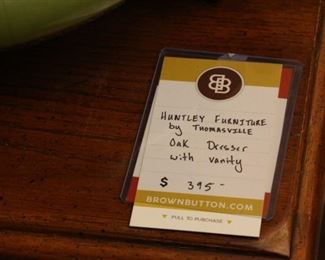 BB
HUNTLEY FURNITURE
by THOMASVILLE
Oak Dresser
with vanity
$ 395-
BROWNBUTTON.COM
PULL TO PURCHASE